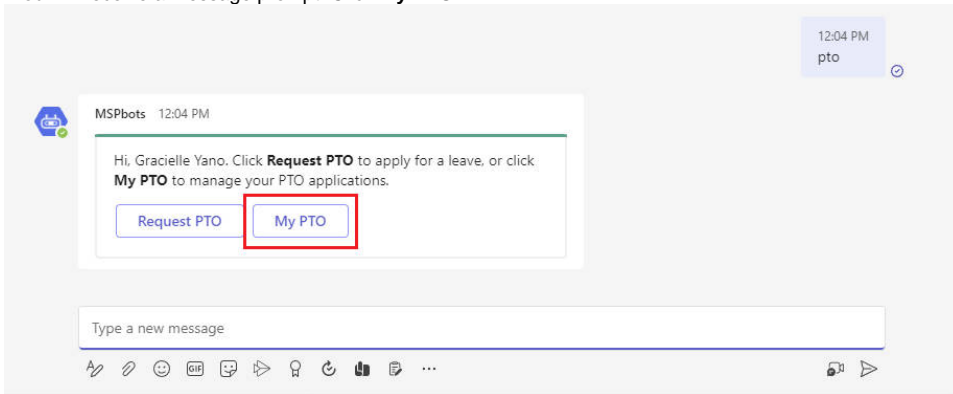 12:04 PM
pto
MSPbots 12:04 PM
Hi, Gracielle Yano. Click Request PTO to apply for a leave, or click
My PTO to manage your PTO applications.
Request PTO My PTO
Type a new message
GIF